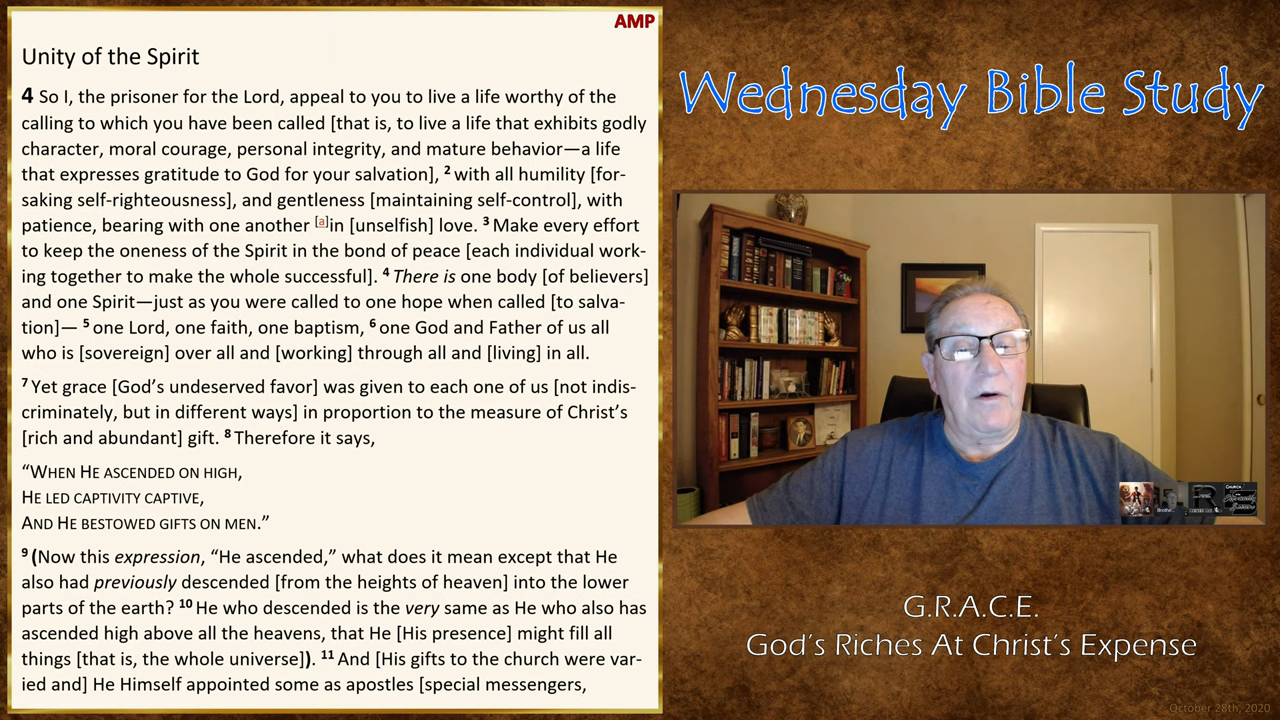 AMP
Unity of the Spirit
4 So I, the prisoner for the Lord, appeal to you to live a life worthy of the
calling to which you have been called [that is, to live a life that exhibits godly
character, moral courage, personal integrity, and mature behavior—a life
that expresses gratitude to God for your salvation], 2 with all humility [for-
saking self-righteousness], and gentleness [maintaining self-control], with
patience, bearing with one another [a]in [unselfish] love. 3 Make every effort
to keep the oneness of the Spirit in the bond of peace [each individual work-
ing together to make the whole successful]. 4 There is one body [of believers]
and one Spirit—just as you were called to one hope when called [to salva-
tion]— 5 one Lord, one faith, one baptism, 6 one God and Father of us all
who is [sovereign] over all and [working] through all and [living] in all.
7 Yet grace [God’s undeserved favor] was given to each one of us [not indis-
criminately, but in different ways] in proportion to the measure of Christ’s
[rich and abundant] gift. 8 Therefore it says,
“WHEN HE ASCENDED ON HIGH,
HE LED CAPTIVITY CAPTIVE,
AND HE BESTOWED GIFTS ON MEN.”
9 (Now this expression, “He ascended,” what does it mean except that He
also had previously descended [from the heights of heaven] into the lower
parts of the earth? 10 He who descended is the very same as He who also has
ascended high above all the heavens, that He [His presence] might fill all
things [that is, the whole universe]). 11 And [His gifts to the church were var-
ied and] He Himself appointed some as apostles [special messengers,
Wednesday Bible Study
Brothe...
CHURCH
G.R.A.C.E.
God’s Riches At Christ’s Expense
October 28th, 2020